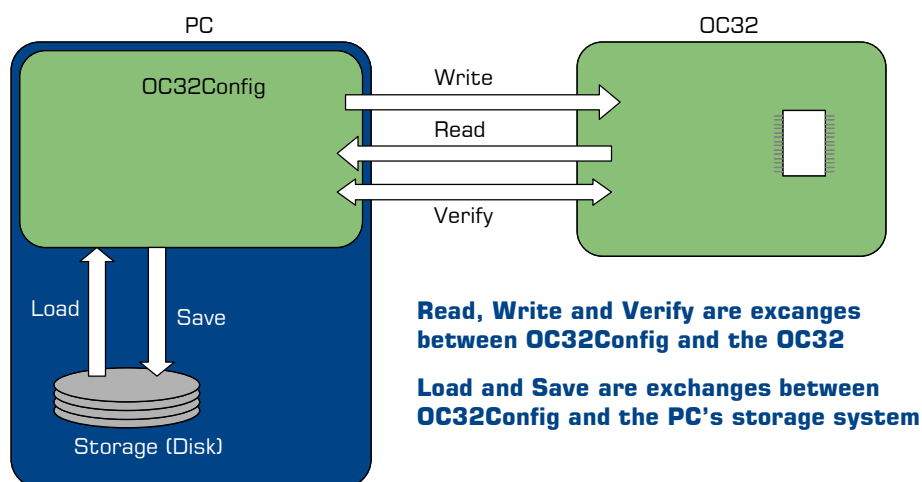 PC
OC32
OC32Config
Write
Read
Verify
Load
Save
Storage (Disk)
Read, Write and Verify are excanges
between OC32Config and the OC32
Load and Save are exchanges between
OC32Config and the PC's storage system